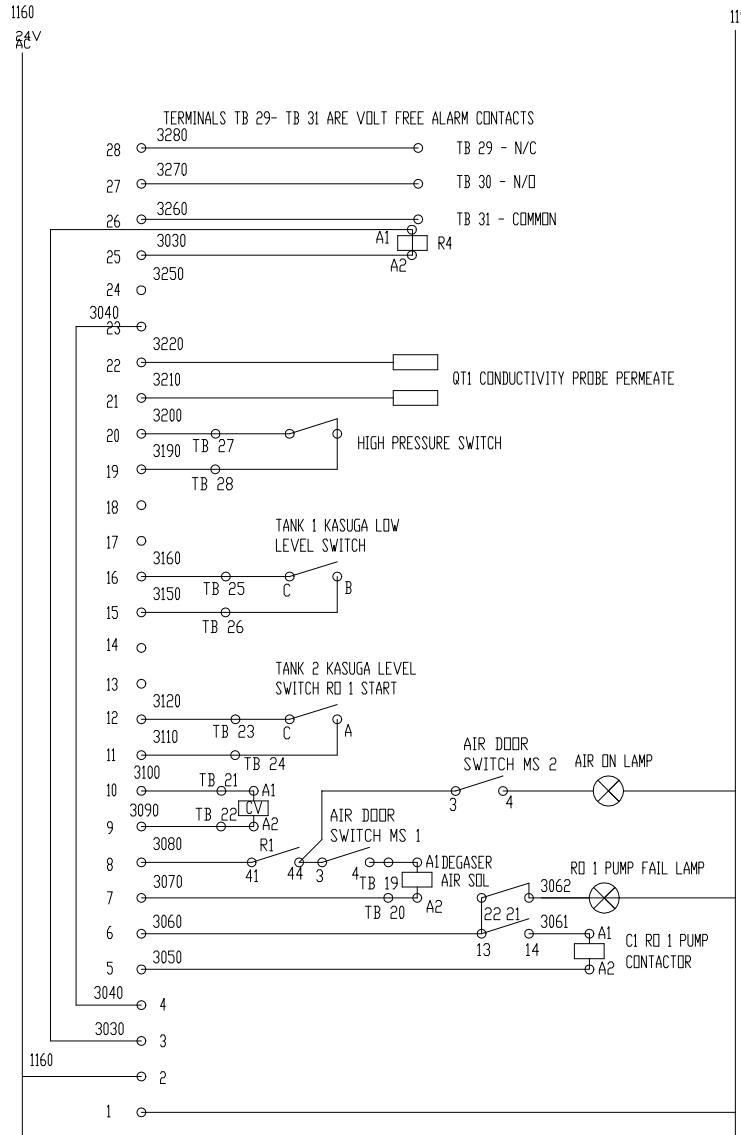 1160
24V
AC
TERMINALS TB 29- TB 31 ARE VOLT FREE ALARM CONTACTS
28 3280 TB 29 - N/C
27 3270 TB 30 - N/O
26 3260 TB 31 - COMMON
A1 R4
25 3030 A2
24 3250
3040
23
22 3220
QT1 CONDUCTIVITY PROBE PERMEATE
21 3210
20 3200 TB 27 HIGH PRESSURE SWITCH
19 3190 TB 28
18
17
TANK 1 KASUGA LOW
LEVEL SWITCH
16 3160 TB 25 C B
15 3150 TB 26
14
13
TANK 2 KASUGA LEVEL
SWITCH RO 1 START
12 3120 TB 23 C A
11 3110 TB 24
AIR DOOR
SWITCH MS 2
AIR ON LAMP
10 3100 TB 21 A1
3 4
CV
9 3090 TB 22 A2
AIR DOOR
SWITCH MS 1
8 3080 R1 41 44 3 4 A1
TB 19
DEGASER
AIR SOL
RO 1 PUMP FAIL LAMP
7 3070 TB 20 A2
22 21 3062
6 3060 13 14 3061 A1
C1 RO 1 PUMP
CONTACTOR
5 3050 A2
3040 4
3030 3
1160 2
1